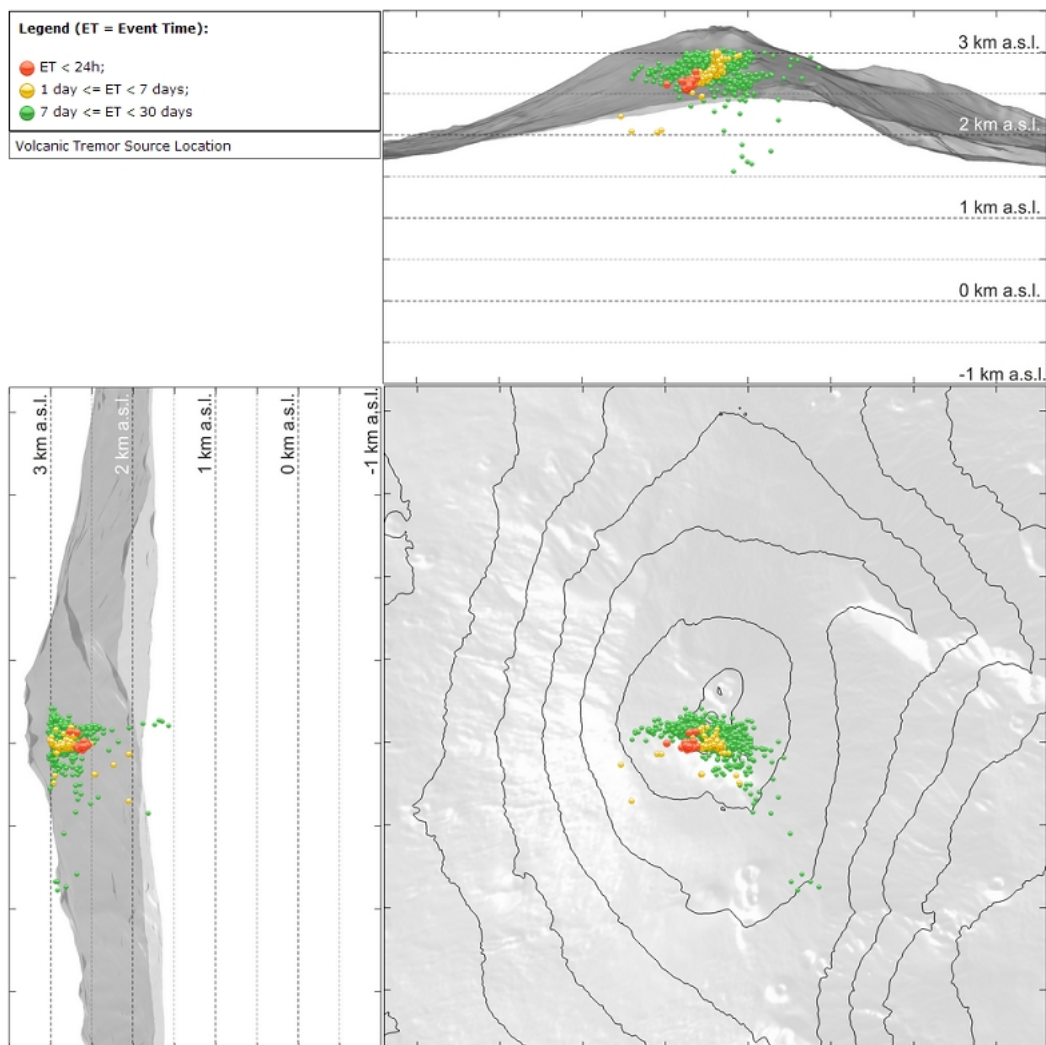 Legend (ET = Event Time):
ET < 24h;
1 day <= ET < 7 days;
7 day <= ET < 30 days
Volcanic Tremor Source Location
3 km a.s.l.
2 km a.s.l.
1 km a.s.l.
0 km a.s.l.
-1 km a.s.l.
3 km a.s.l.
2 km a.s.l.
1 km a.s.l.
0 km a.s.l.
-1 km a.s.l.